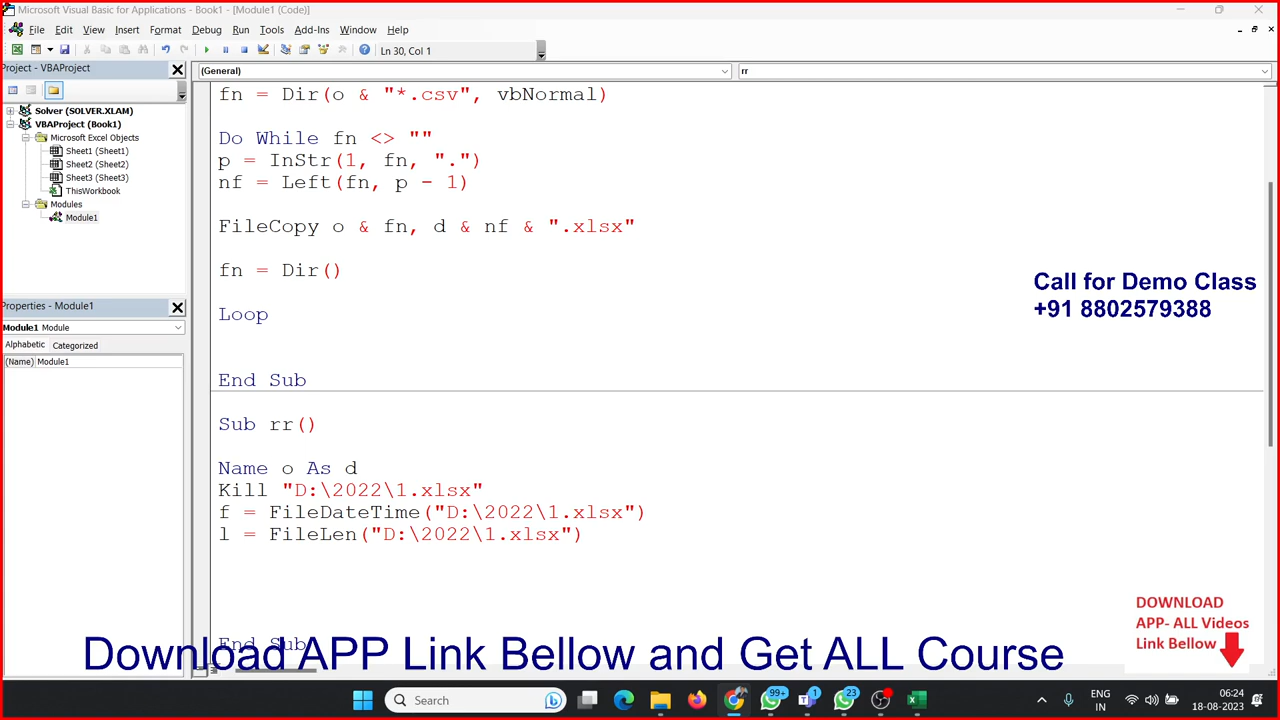 Microsoft Visual Basic for Applications - Book1 - [Module1 (Code)]
File Edit View Insert Format Debug Run Tools Add-Ins Window Help
Ln 30, Col 1
Project - VBAProject
(General)
rr
Solver (SOLVER.XLAM)
VBAProject (Book1)
Microsoft Excel Objects
Sheet1 (Sheet1)
Sheet2 (Sheet2)
Sheet3 (Sheet3)
ThisWorkbook
Modules
Module1
Properties - Module1
Module1 Module
Alphabetic Categorized
(Name) Module1
fn = Dir(o & "*.csv", vbNormal)
Do While fn <> ""
p = InStr(1, fn, ".")
nf = Left(fn, p - 1)
FileCopy o & fn, d & nf & ".xlsx"
fn = Dir()
Loop
End Sub
Sub rr()
Name o As d
Kill "D:\2022\1.xlsx"
f = FileDateTime("D:\2022\1.xlsx")
l = FileLen("D:\2022\1.xlsx")
End Sub
Call for Demo Class
+91 8802579388
DOWNLOAD
APP- ALL Videos
Link Bellow
Download APP Link Bellow and Get ALL Course
Search
99+
1
23
ENG
IN
06:24
18-08-2023